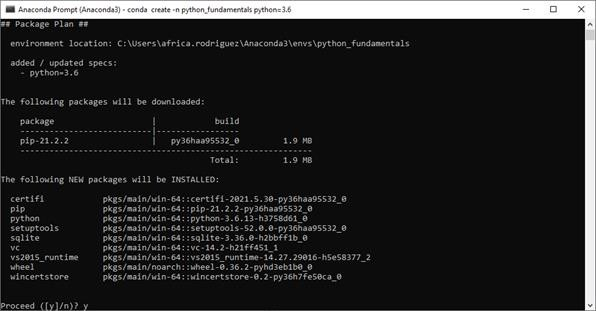 Anaconda Prompt (Anaconda3) - conda  create -n python_fundamentals python=3.6
## Package Plan ##
environment location: C:\Users\africa.rodriguez\Anaconda3\envs\python_fundamentals
added / updated specs:
- python=3.6
The following packages will be downloaded:
package                    |            build
---------------------------|-----------------
pip-21.2.2                 |   py36haa95532_0         1.9 MB
------------------------------------------------------------
Total:         1.9 MB
The following NEW packages will be INSTALLED:
certifi            pkgs/main/win-64::certifi-2021.5.30-py36haa95532_0
pip                pkgs/main/win-64::pip-21.2.2-py36haa95532_0
python             pkgs/main/win-64::python-3.6.13-h3758d61_0
setuptools         pkgs/main/win-64::setuptools-52.0.0-py36haa95532_0
sqlite             pkgs/main/win-64::sqlite-3.36.0-h2bbff1b_0
vc                 pkgs/main/win-64::vc-14.2-h21ff451_1
vs2015_runtime     pkgs/main/win-64::vs2015_runtime-14.27.29016-h5e58377_2
wheel              pkgs/main/noarch::wheel-0.36.2-pyhd3eb1b0_0
wincertstore       pkgs/main/win-64::wincertstore-0.2-py36h7fe50ca_0
Proceed ([y]/n)? y